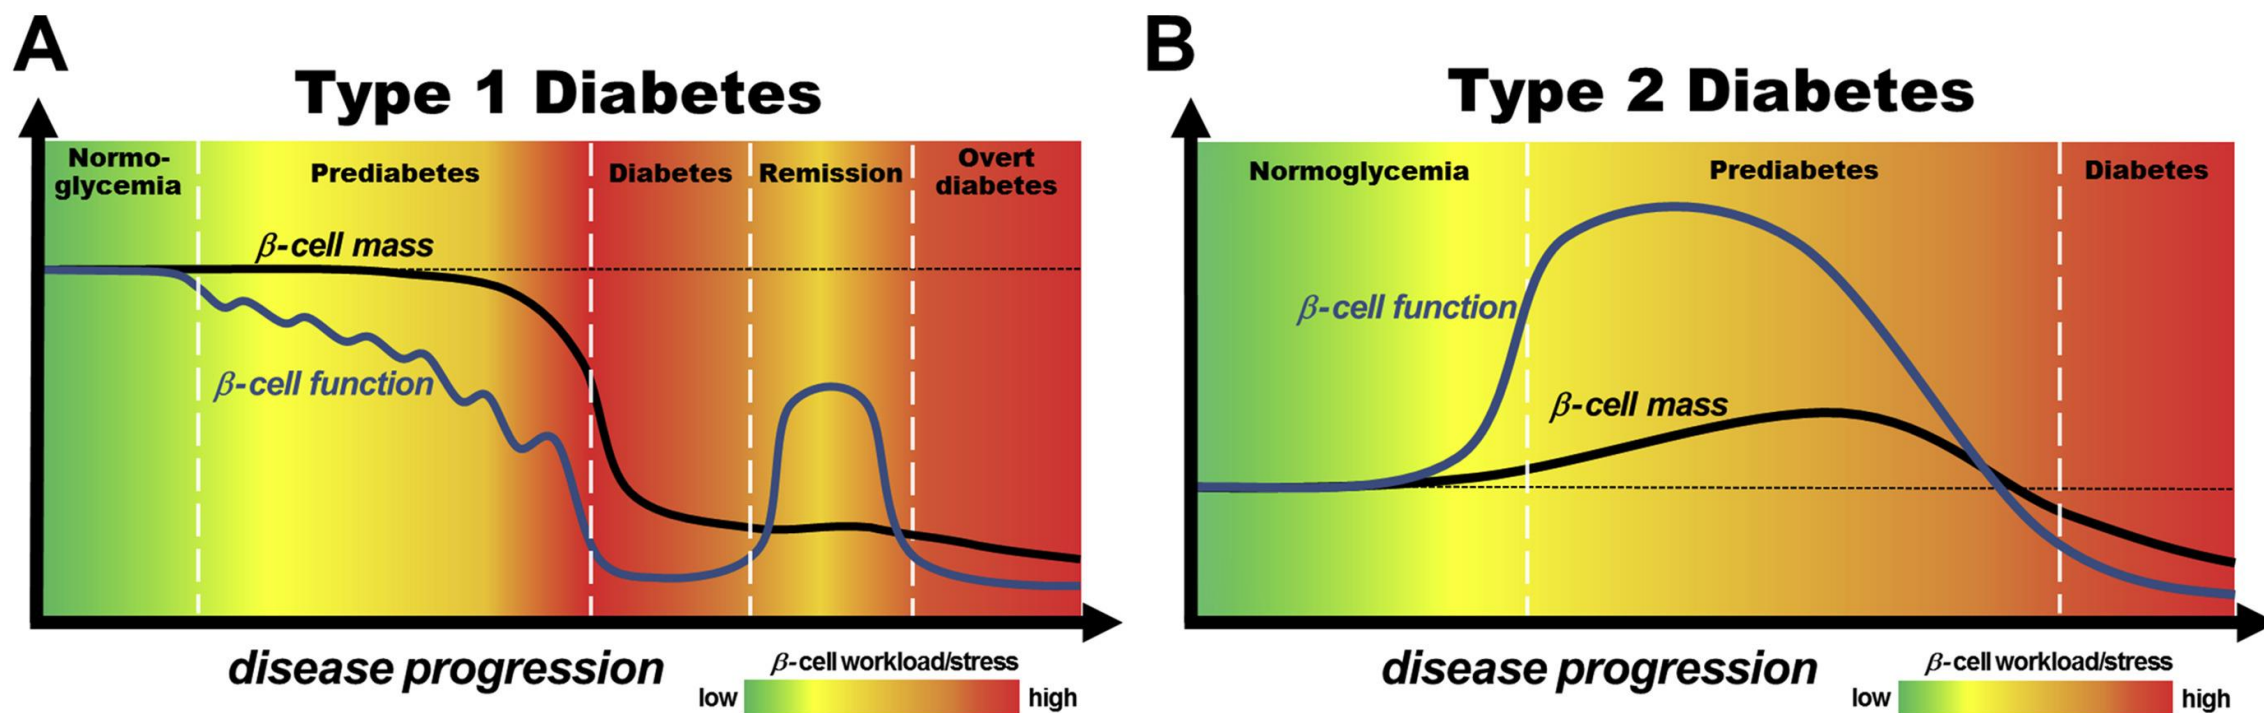 A
Type 1 Diabetes
Normo-
glycemia
Prediabetes
Diabetes
Remission
Overt
diabetes
β-cell mass
β-cell function
disease progression
β-cell workload/stress
low
high
B
Type 2 Diabetes
Normoglycemia
Prediabetes
Diabetes
β-cell function
β-cell mass
disease progression
β-cell workload/stress
low
high